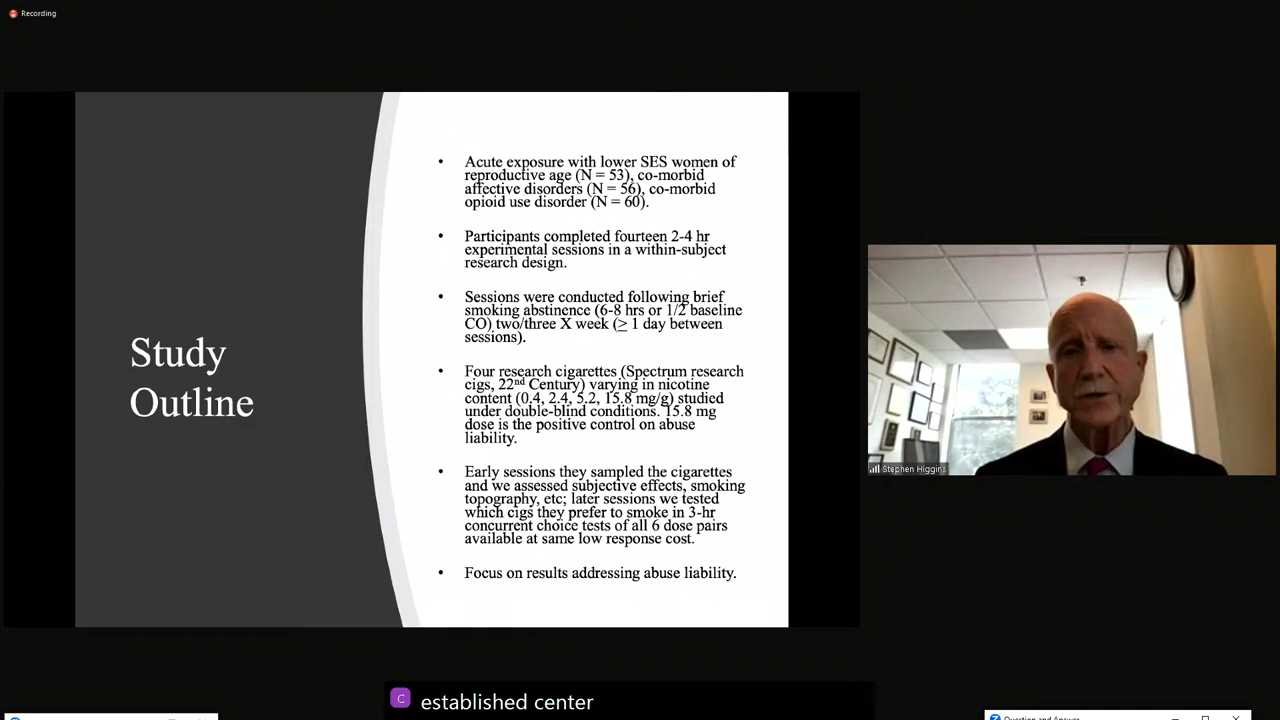 Recording
Study
Outline
• Acute exposure with lower SES women of
reproductive age (N = 53), co-morbid
affective disorders (N = 56), co-morbid
opioid use disorder (N = 60).
• Participants completed fourteen 2-4 hr
experimental sessions in a within-subject
research design.
• Sessions were conducted following brief
smoking abstinence (6-8 hrs or 1/2 baseline
CO) two/three X week (≥ 1 day between
sessions).
• Four research cigarettes (Spectrum research
cigs, 22nd Century) varying in nicotine
content (0.4, 2.4, 5.2, 15.8 mg/g) studied
under double-blind conditions. 15.8 mg
dose is the positive control on abuse
liability.
• Early sessions they sampled the cigarettes
and we assessed subjective effects, smoking
topography, etc; later sessions we tested
which cigs they prefer to smoke in 3-hr
concurrent choice tests of all 6 dose pairs
available at same low response cost.
• Focus on results addressing abuse liability.
Stephen Higgins
C
established center
Question and Answer